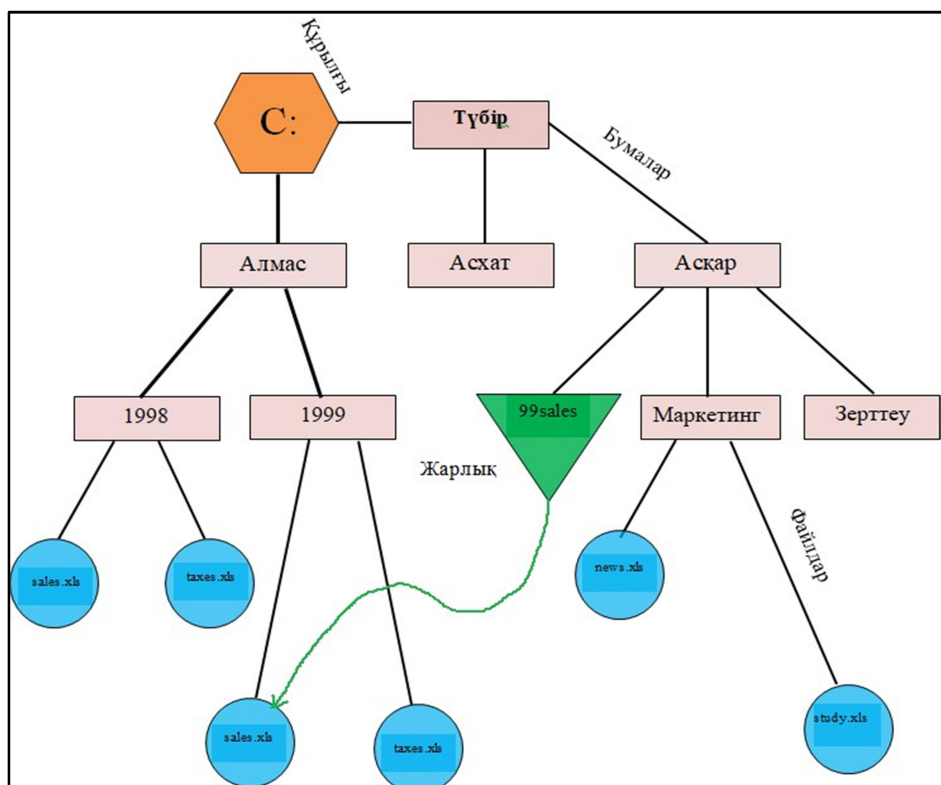 Құрылғы
C:
Түбір
Бумалар
Алмас
Асхат
Асқар
1998
1999
99sales
Маркетинг
Зерттеу
Жарлық
Файлдар
sales.xls
taxes.xls
news.xls
sales.xls
taxes.xls
study.xls